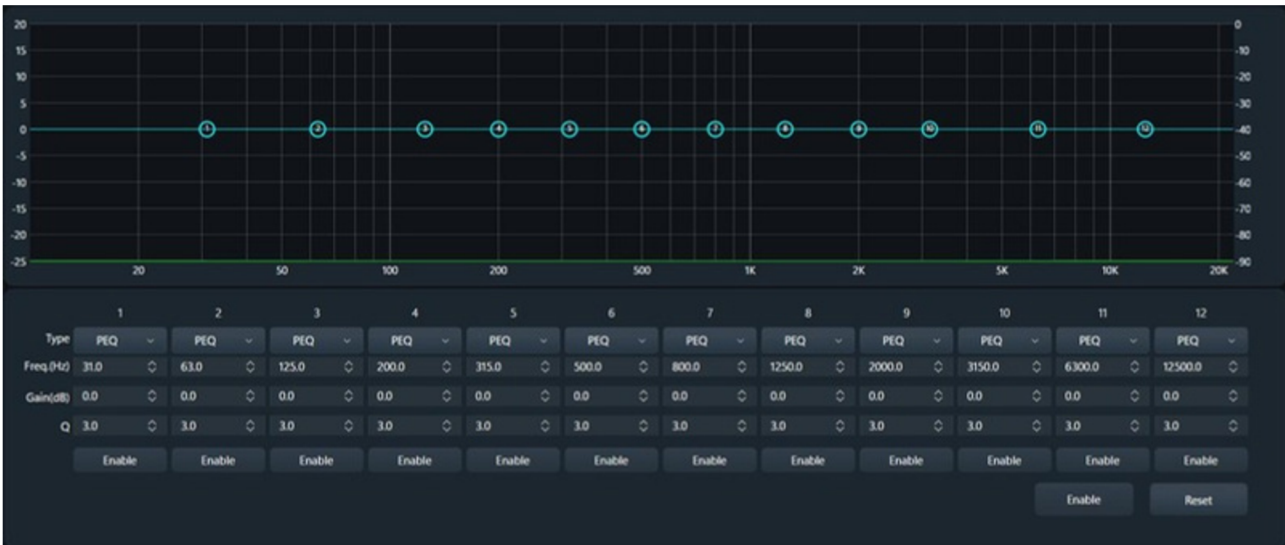 20 0
15 -10
10 -20
5 -30
0 1 2 3 4 5 6 7 8 9 10 11 12 -40
-5 -50
-10 -60
-15 -70
-20 -80
-25 -90
20 50 100 200 500 1K 2K 5K 10K 20K
1 2 3 4 5 6 7 8 9 10 11 12
Type PEQ PEQ PEQ PEQ PEQ PEQ PEQ PEQ PEQ PEQ PEQ PEQ
Freq.(Hz) 31.0 63.0 125.0 200.0 315.0 500.0 800.0 1250.0 2000.0 3150.0 6300.0 12500.0
Gain(dB) 0.0 0.0 0.0 0.0 0.0 0.0 0.0 0.0 0.0 0.0 0.0 0.0
Q 3.0 3.0 3.0 3.0 3.0 3.0 3.0 3.0 3.0 3.0 3.0 3.0
Enable Enable Enable Enable Enable Enable Enable Enable Enable Enable Enable Enable
Enable Reset